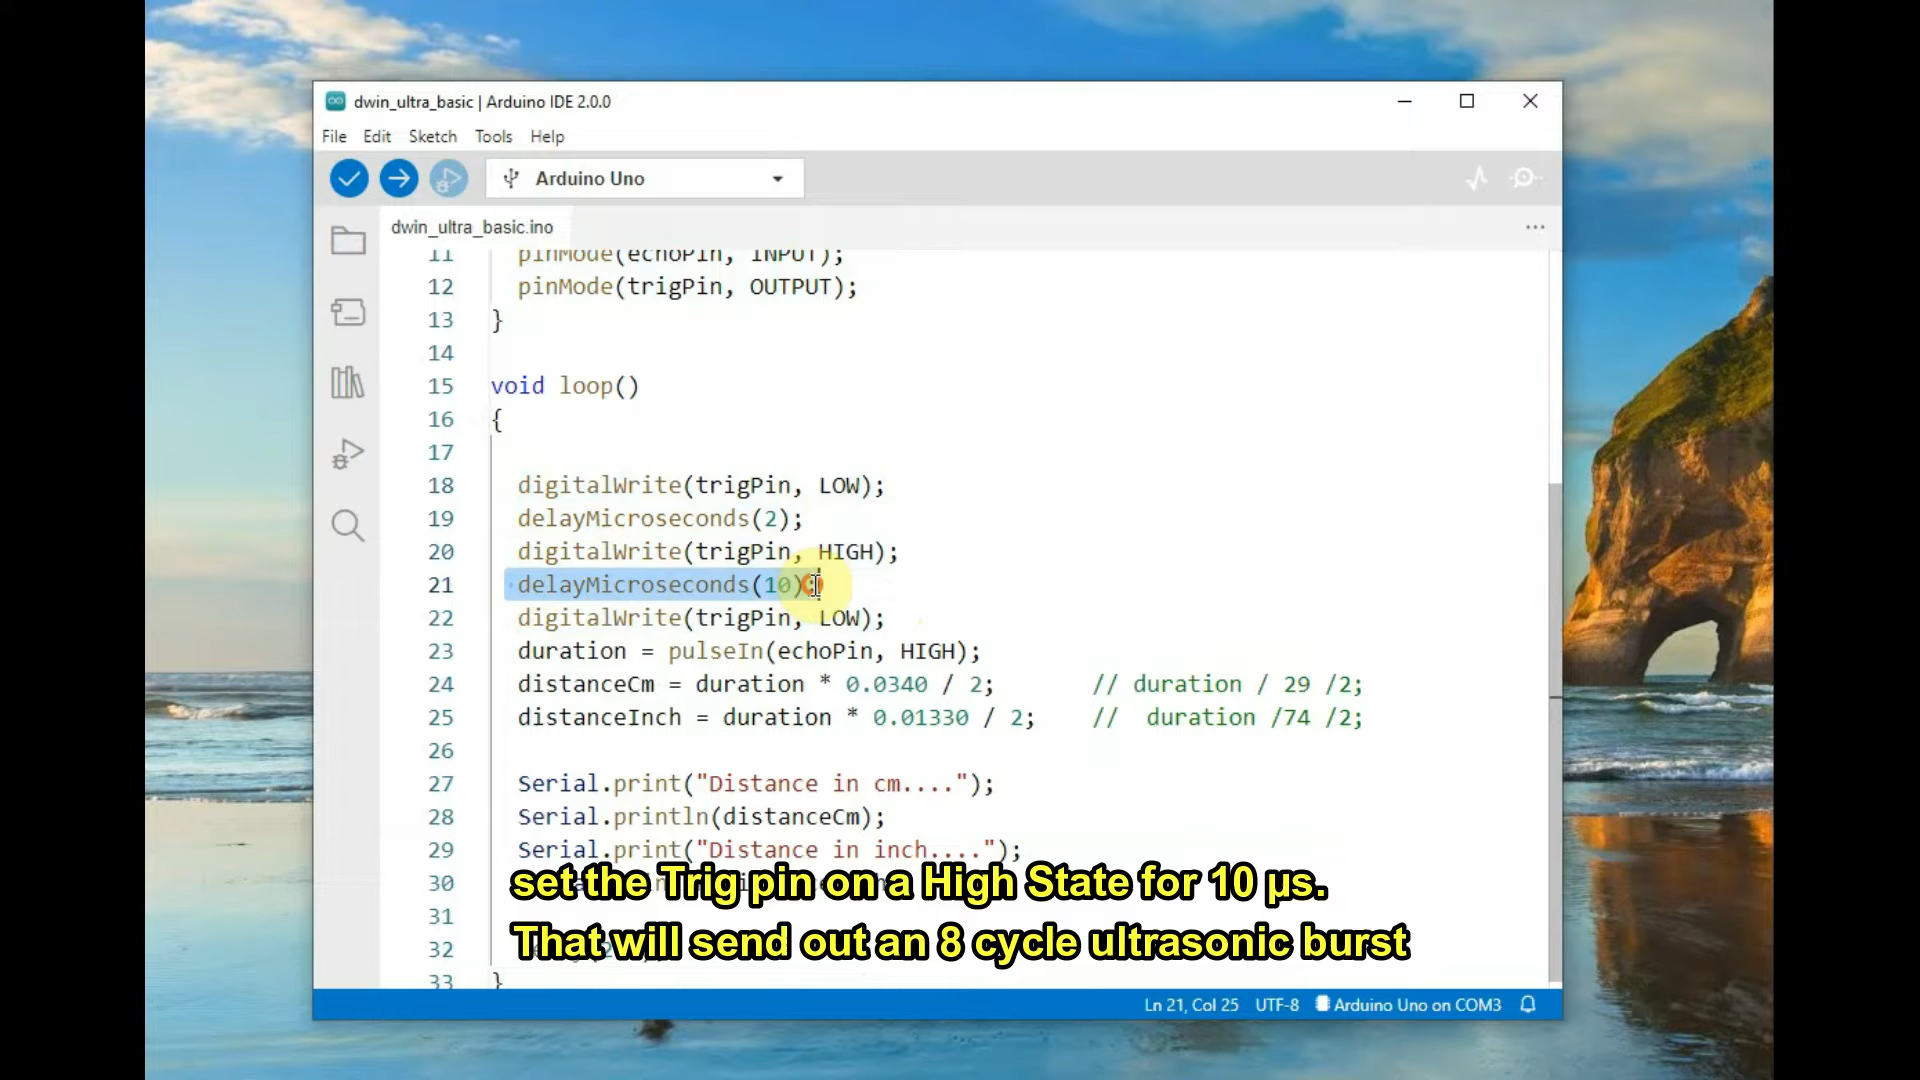 dwin_ultra_basic | Arduino IDE 2.0.0
File Edit Sketch Tools Help
Arduino Uno
dwin_ultra_basic.ino
11 pinMode(echoPin, INPUT);
12 pinMode(trigPin, OUTPUT);
13 }
14
15 void loop()
16 {
17
18 digitalWrite(trigPin, LOW);
19 delayMicroseconds(2);
20 digitalWrite(trigPin, HIGH);
21 delayMicroseconds(10);
22 digitalWrite(trigPin, LOW);
23 duration = pulseIn(echoPin, HIGH);
24 distanceCm = duration * 0.0340 / 2; // duration / 29 /2;
25 distanceInch = duration * 0.01330 / 2; // duration /74 /2;
26
27 Serial.print("Distance in cm....");
28 Serial.println(distanceCm);
29 Serial.print("Distance in inch....");
30
31
32
33 }
set the Trig pin on a High State for 10 µs.
That will send out an 8 cycle ultrasonic burst
Ln 21, Col 25 UTF-8 Arduino Uno on COM3